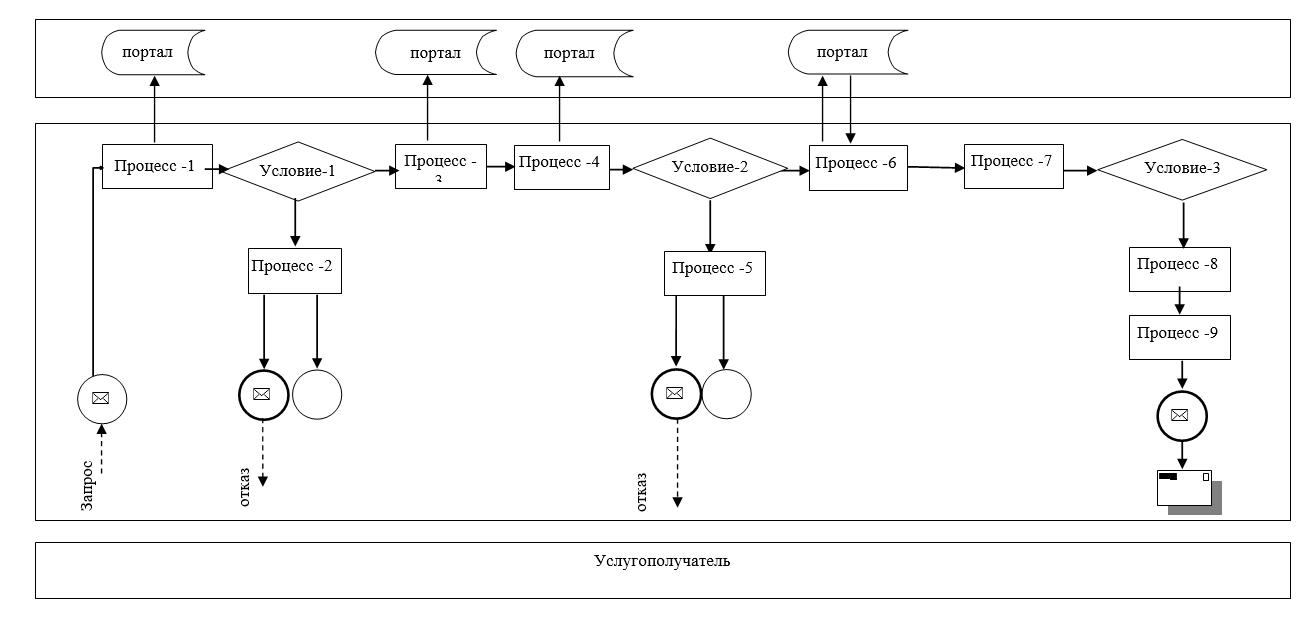 портал
портал
портал
портал
Процесс -1
Условие-1
Процесс -
3
Процесс -4
Условие-2
Процесс -6
Процесс -7
Условие-3
Процесс -2
Процесс -5
Процесс -8
Процесс -9
Запрос
отказ
отказ
Услугополучатель